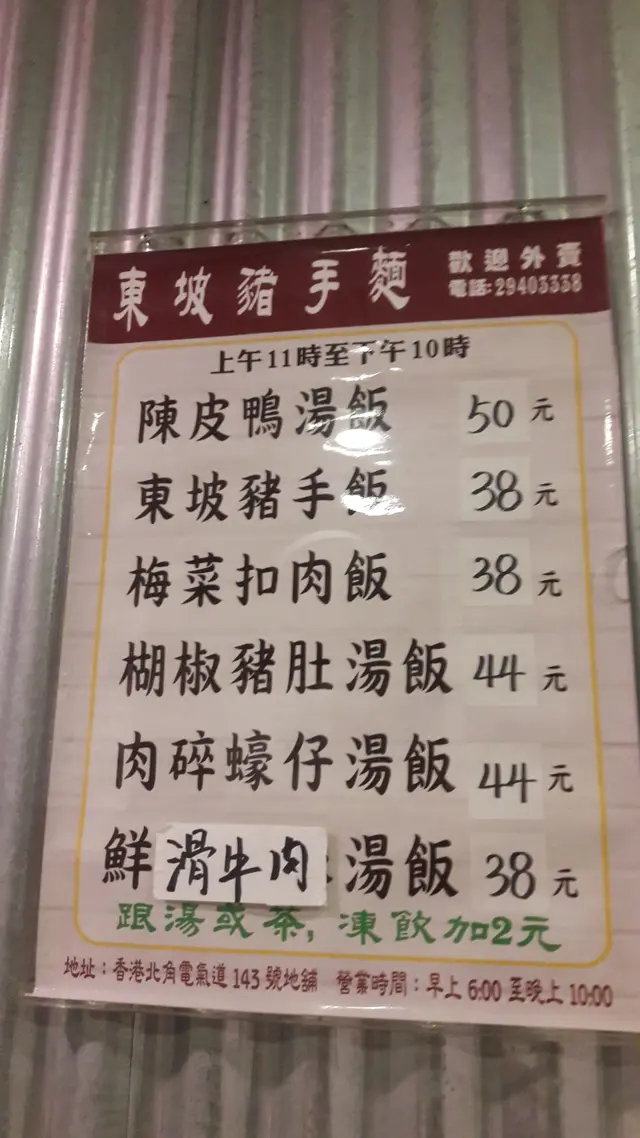 東坡豬手麵
歡迎外賣
電話:29403338
上午11時至下午10時
陳皮鴨湯飯 50元
東坡豬手飯 38元
梅菜扣肉飯 38元
楜椒豬肚湯飯 44元
肉碎蠔仔湯飯 44元
鮮滑牛肉湯飯 38元
跟湯或茶,凍飲加2元
地址:香港北角電氣道143號地舖 營業時間:早上6:00至晚上10:00